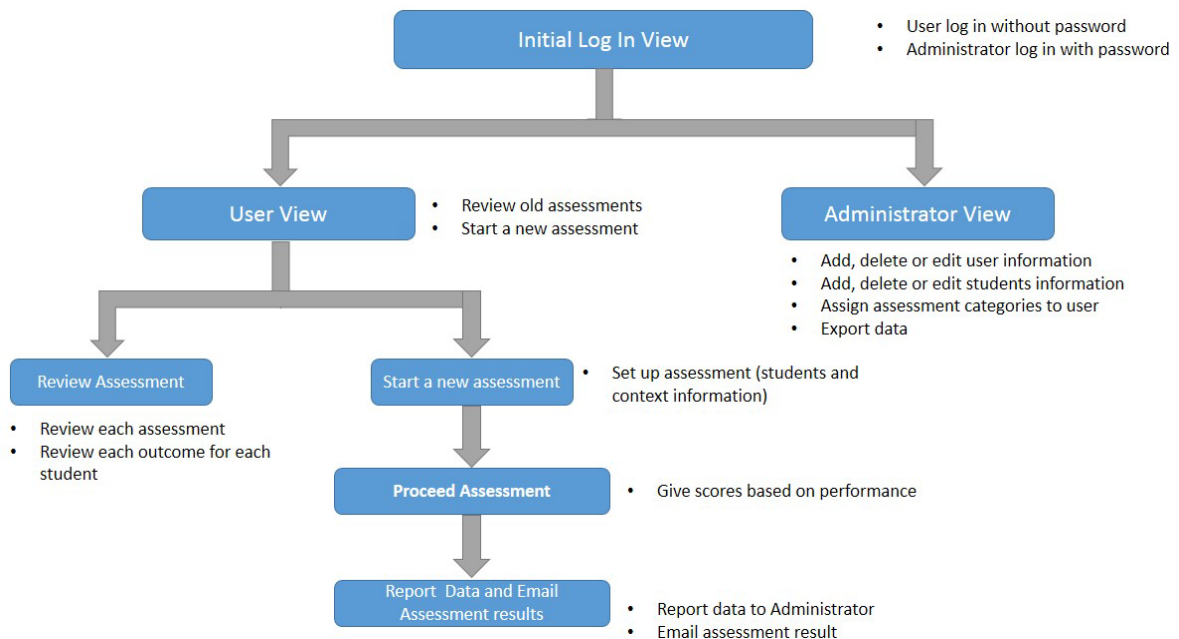 Initial Log In View
• User log in without password
• Administrator log in with password
User View
• Review old assessments
• Start a new assessment
Administrator View
• Add, delete or edit user information
• Add, delete or edit students information
• Assign assessment categories to user
• Export data
Review Assessment
• Review each assessment
• Review each outcome for each
student
Start a new assessment
• Set up assessment (students and
context information)
Proceed Assessment
• Give scores based on performance
Report Data and Email
Assessment results
• Report data to Administrator
• Email assessment result